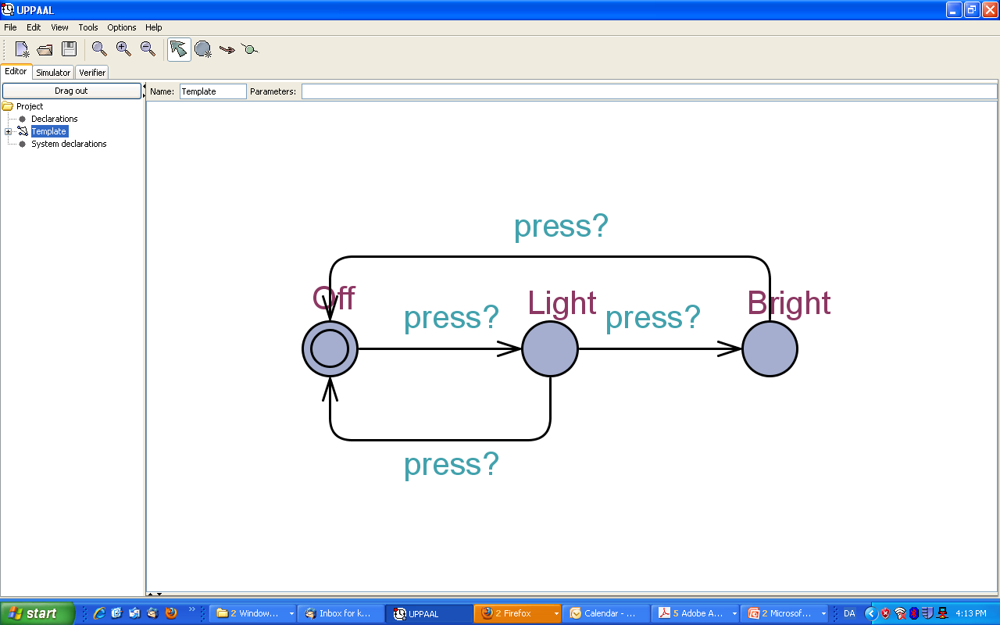 UPPAAL
File Edit View Tools Options Help
Editor Simulator Verifier
Drag out Name: Template Parameters:
Project
Declarations
Template
System declarations
press?
Off press? Light press? Bright
press?
start 2 Window... Inbox for k... UPPAAL 2 Firefox Calendar - ... 5 Adobe A... 2 Microsof... DA 4:13 PM